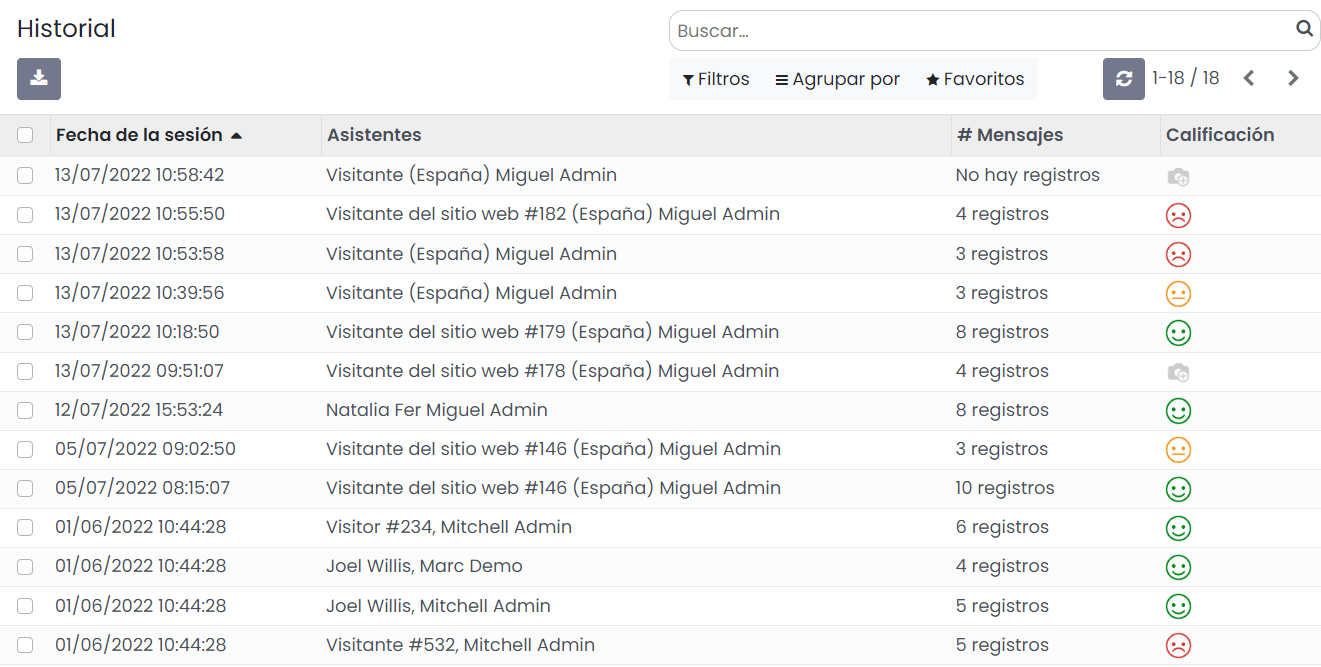 Historial
Buscar...
Filtros Agrupar por Favoritos 1-18 / 18
Fecha de la sesión Asistentes # Mensajes Calificación
13/07/2022 10:58:42 Visitante (España) Miguel Admin No hay registros
13/07/2022 10:55:50 Visitante del sitio web #182 (España) Miguel Admin 4 registros
13/07/2022 10:53:58 Visitante (España) Miguel Admin 3 registros
13/07/2022 10:39:56 Visitante (España) Miguel Admin 3 registros
13/07/2022 10:18:50 Visitante del sitio web #179 (España) Miguel Admin 8 registros
13/07/2022 09:51:07 Visitante del sitio web #178 (España) Miguel Admin 4 registros
12/07/2022 15:53:24 Natalia Fer Miguel Admin 8 registros
05/07/2022 09:02:50 Visitante del sitio web #146 (España) Miguel Admin 3 registros
05/07/2022 08:15:07 Visitante del sitio web #146 (España) Miguel Admin 10 registros
01/06/2022 10:44:28 Visitor #234, Mitchell Admin 6 registros
01/06/2022 10:44:28 Joel Willis, Marc Demo 4 registros
01/06/2022 10:44:28 Joel Willis, Mitchell Admin 5 registros
01/06/2022 10:44:28 Visitante #532, Mitchell Admin 5 registros